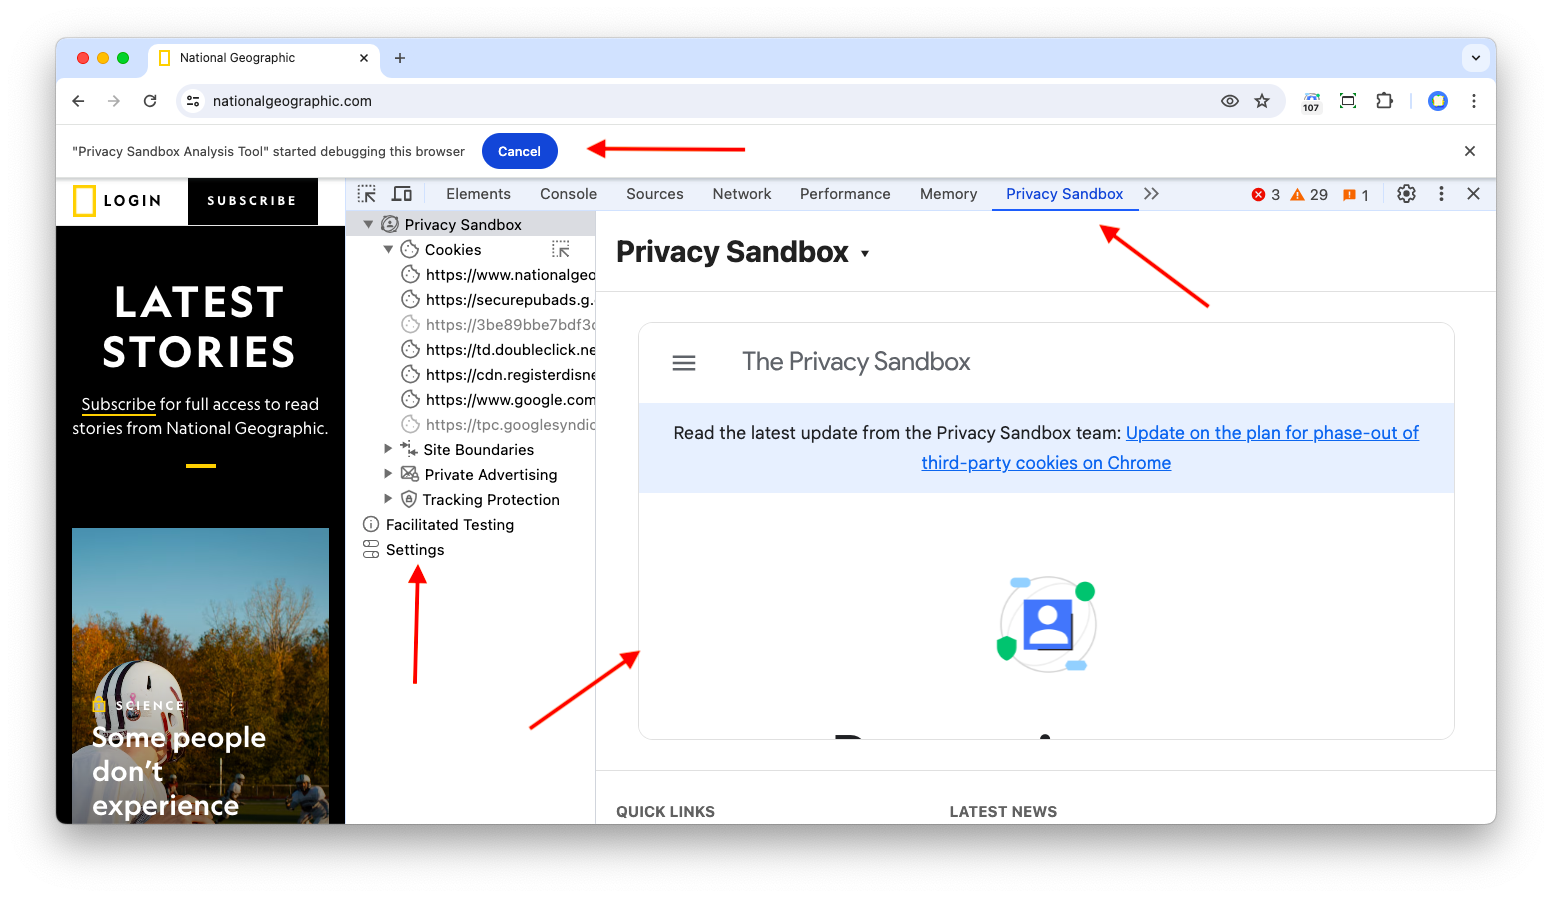 National Geographic
nationalgeographic.com
107
"Privacy Sandbox Analysis Tool" started debugging this browser
Cancel
LOGIN
SUBSCRIBE
Elements
Console
Sources
Network
Performance
Memory
Privacy Sandbox
3
29
1
LATEST
STORIES
Subscribe for full access to read
stories from National Geographic.
SCIENCE
Some people
don't
experience
Privacy Sandbox
Cookies
https://www.nationalgeo
https://securepubads.g.
https://3be89bbe7bdf3
https://td.doubleclick.ne
https://cdn.registerdisne
https://www.google.com
https://tpc.googlesyndic
Site Boundaries
Private Advertising
Tracking Protection
Facilitated Testing
Settings
Privacy Sandbox
The Privacy Sandbox
Read the latest update from the Privacy Sandbox team: Update on the plan for phase-out of
third-party cookies on Chrome
QUICK LINKS
LATEST NEWS